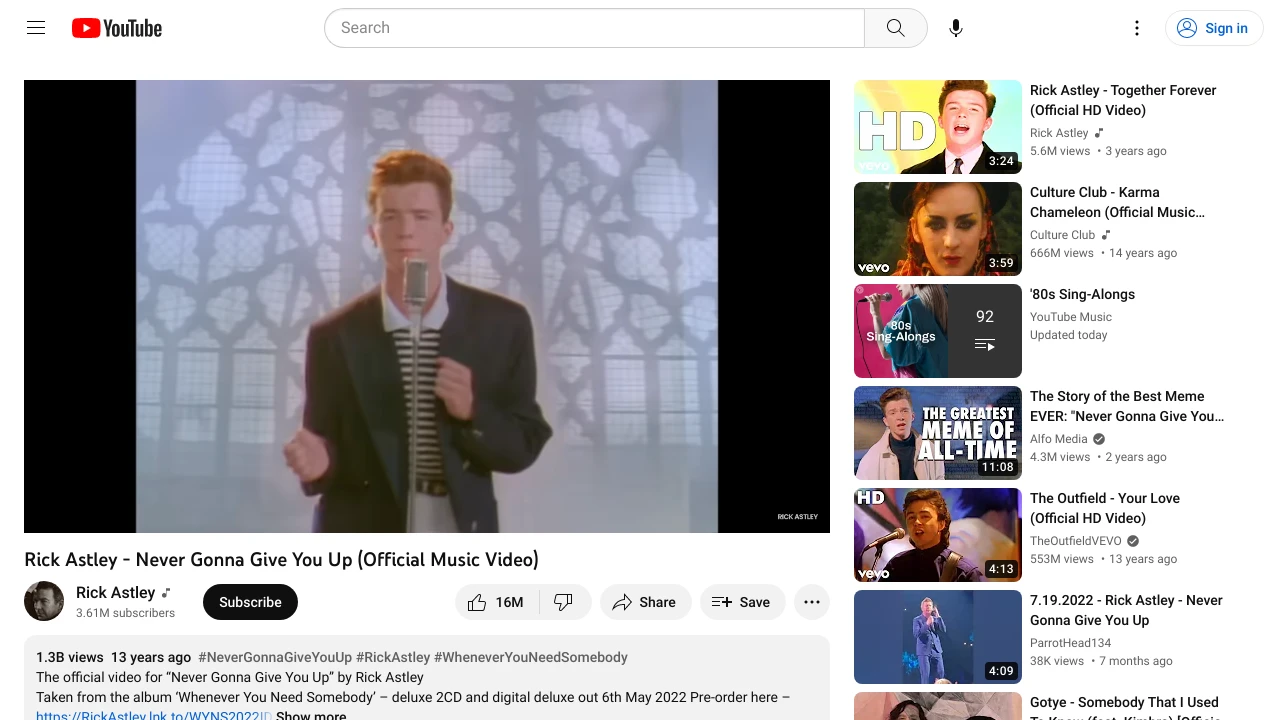 YouTube
Search
Sign in
RICK ASTLEY
Rick Astley - Never Gonna Give You Up (Official Music Video)
Rick Astley
3.61M subscribers
Subscribe
16M
Share
Save
1.3B views 13 years ago #NeverGonnaGiveYouUp #RickAstley #WheneverYouNeedSomebody
The official video for “Never Gonna Give You Up” by Rick Astley
Taken from the album ‘Whenever You Need Somebody’ – deluxe 2CD and digital deluxe out 6th May 2022 Pre-order here –
https://RickAstley.lnk.to/WYNS2022ID Show more
HD
vevo
3:24
Rick Astley - Together Forever
(Official HD Video)
Rick Astley
5.6M views • 3 years ago
vevo
3:59
Culture Club - Karma
Chameleon (Official Music...
Culture Club
666M views • 14 years ago
80s
Sing-Alongs
92
'80s Sing-Alongs
YouTube Music
Updated today
THE GREATEST
MEME OF
ALL-TIME
11:08
The Story of the Best Meme
EVER: "Never Gonna Give You...
Alfo Media
4.3M views • 2 years ago
HD
vevo
4:13
The Outfield - Your Love
(Official HD Video)
TheOutfieldVEVO
553M views • 13 years ago
4:09
7.19.2022 - Rick Astley - Never
Gonna Give You Up
ParrotHead134
38K views • 7 months ago
Gotye - Somebody That I Used
To Know (feat. Kimbra) [Officia